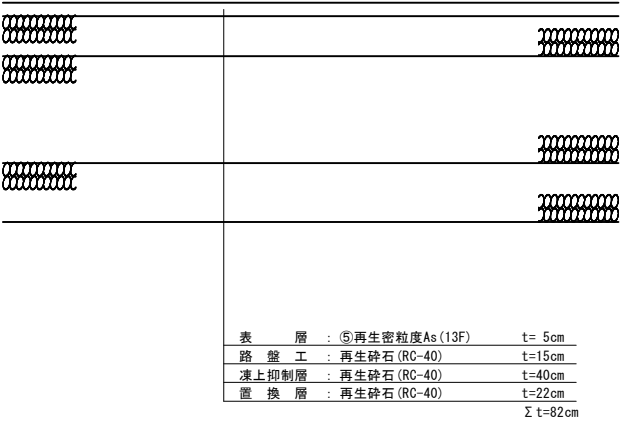 表 層 : ⑤再生密粒度As(13F) t= 5cm
路 盤 工 : 再生砕石(RC-40) t=15cm
凍上抑制層 : 再生砕石(RC-40) t=40cm
置 換 層 : 再生砕石(RC-40) t=22cm
Σt=82cm